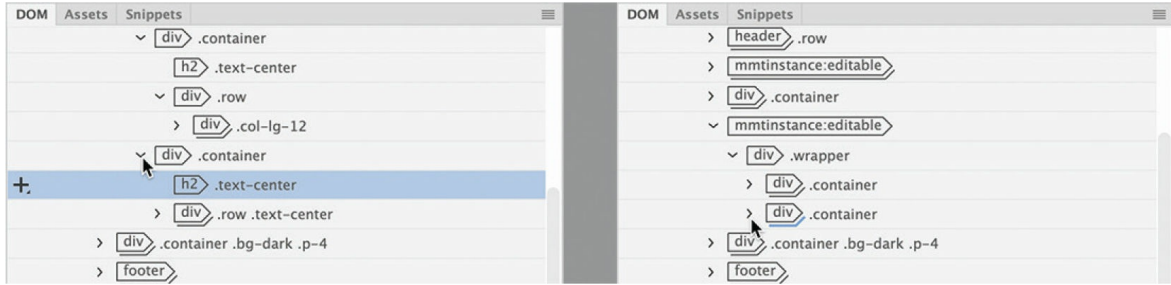 DOM Assets Snippets
div .container
h2 .text-center
div .row
div .col-lg-12
div .container
h2 .text-center
div .row .text-center
div .container .bg-dark .p-4
footer
DOM Assets Snippets
header .row
mmtinstance:editable
div .container
mmtinstance:editable
div .wrapper
div .container
div .container
div .container .bg-dark .p-4
footer